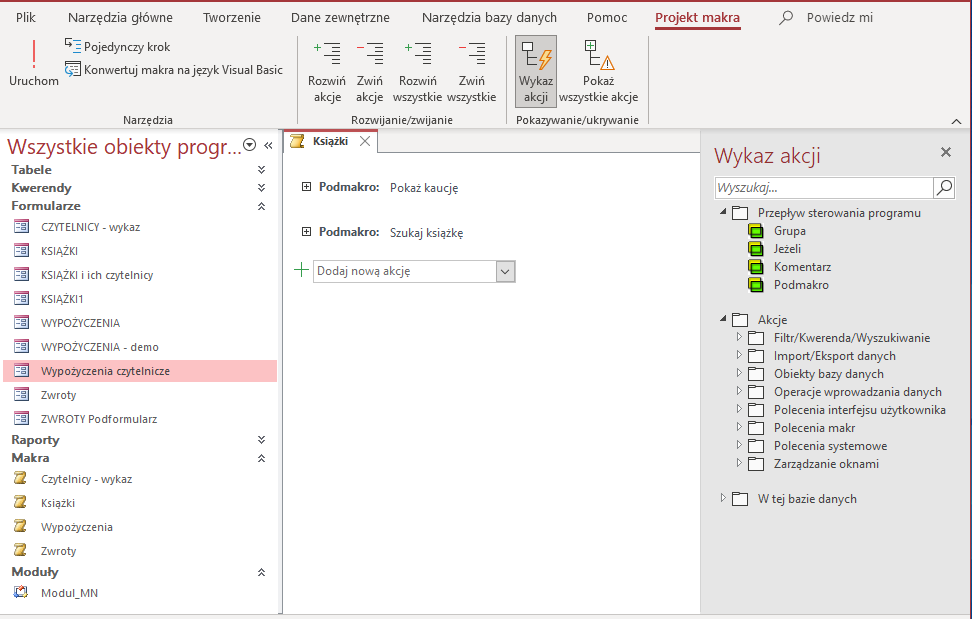 Plik Narzędzia główne Tworzenie Dane zewnętrzne Narzędzia bazy danych Pomoc Projekt makra Powiedz mi
Uruchom
Pojedynczy krok
Konwertuj makra na język Visual Basic
Narzędzia
Rozwiń akcje
Zwiń akcje
Rozwiń wszystkie
Zwiń wszystkie
Rozwijanie/zwijanie
Wykaz akcji
Pokaż wszystkie akcje
Pokazywanie/ukrywanie
Wszystkie obiekty progr...
Tabele
Kwerendy
Formularze
CZYTELNICY - wykaz
KSIĄŻKI
KSIĄŻKI i ich czytelnicy
KSIĄŻKI1
WYPOŻYCZENIA
WYPOŻYCZENIA - demo
Wypożyczenia czytelnicze
Zwroty
ZWROTY Podformularz
Raporty
Makra
Czytelnicy - wykaz
Książki
Wypożyczenia
Zwroty
Moduły
Modul_MN
Książki
Podmakro: Pokaż kaucję
Podmakro: Szukaj książkę
Dodaj nową akcję
Wykaz akcji
Wyszukaj...
Przepływ sterowania programu
Grupa
Jeżeli
Komentarz
Podmakro
Akcje
Filtr/Kwerenda/Wyszukiwanie
Import/Eksport danych
Obiekty bazy danych
Operacje wprowadzania danych
Polecenia interfejsu użytkownika
Polecenia makr
Polecenia systemowe
Zarządzanie oknami
W tej bazie danych